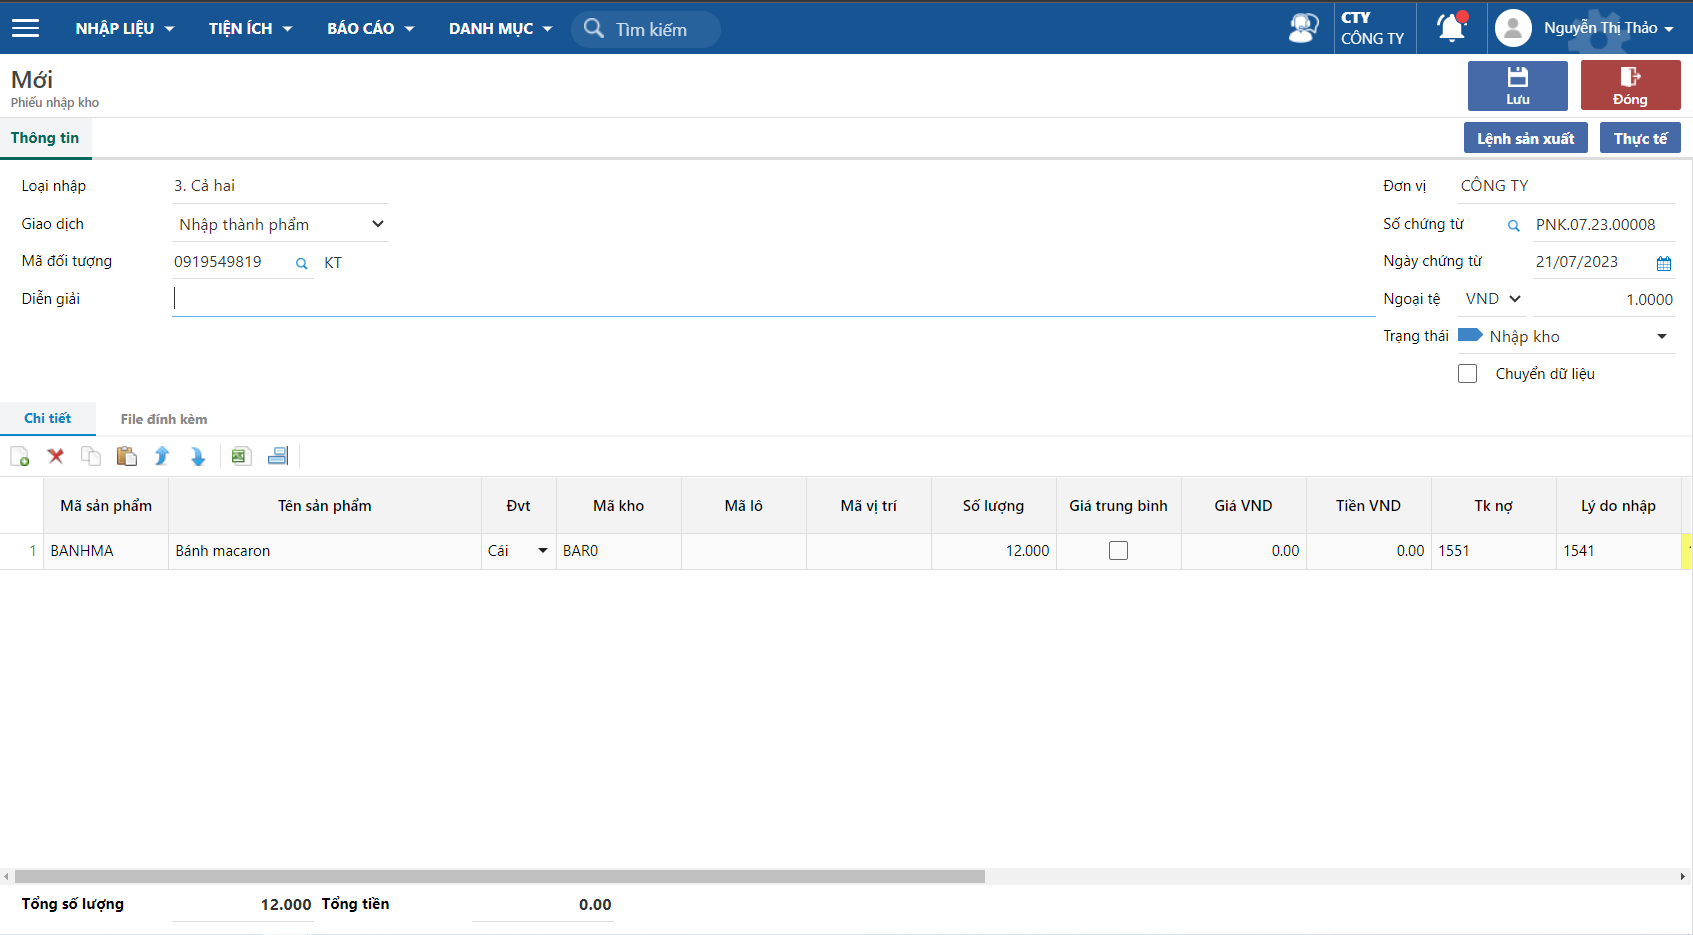 NHẬP LIỆU TIỆN ÍCH BÁO CÁO DANH MỤC Tìm kiếm CTY CÔNG TY Nguyễn Thị Thảo
Mới
Phiếu nhập kho
Lưu Đóng
Thông tin Lệnh sản xuất Thực tế
Loại nhập 3. Cả hai Đơn vị CÔNG TY
Giao dịch Nhập thành phẩm Số chứng từ PNK.07.23.00008
Mã đối tượng 0919549819 KT Ngày chứng từ 21/07/2023
Diễn giải Ngoại tệ VND 1.0000
Trạng thái Nhập kho
Chuyển dữ liệu
Chi tiết File đính kèm
Mã sản phẩm Tên sản phẩm Đvt Mã kho Mã lô Mã vị trí Số lượng Giá trung bình Giá VND Tiền VND Tk nợ Lý do nhập
1 BANHMA Bánh macaron Cái BAR0 12.000 0.00 0.00 1551 1541
Tổng số lượng 12.000 Tổng tiền 0.00